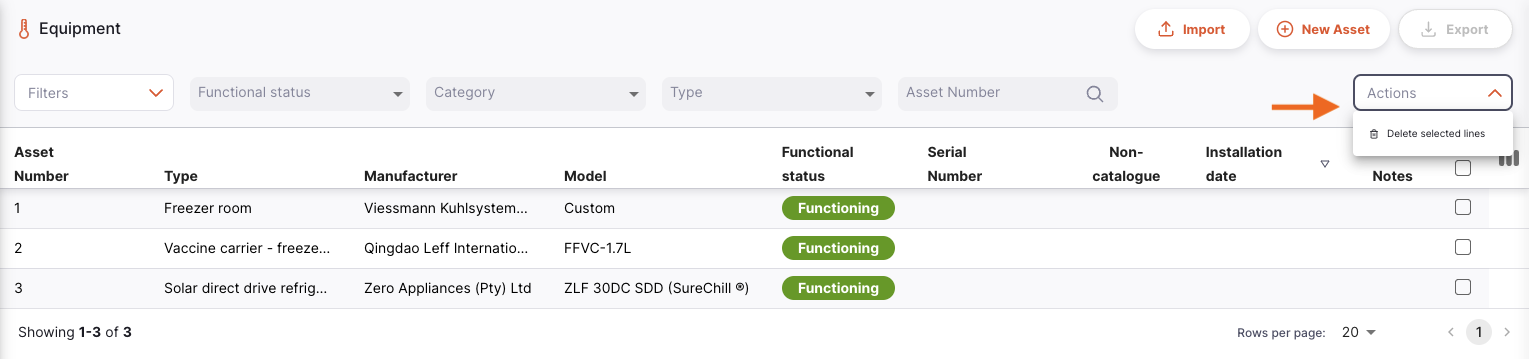 Equipment
Import
New Asset
Export
Filters
Functional status
Category
Type
Asset Number
Actions
Delete selected lines
Asset Number
Type
Manufacturer
Model
Functional status
Serial Number
Non-catalogue
Installation date
Notes
1 Freezer room Viessmann Kuhlsystem... Custom Functioning
2 Vaccine carrier - freeze... Qingdao Leff Internatio... FFVC-1.7L Functioning
3 Solar direct drive refrig... Zero Appliances (Pty) Ltd ZLF 30DC SDD (SureChill ®) Functioning
Showing 1-3 of 3
Rows per page: 20
1